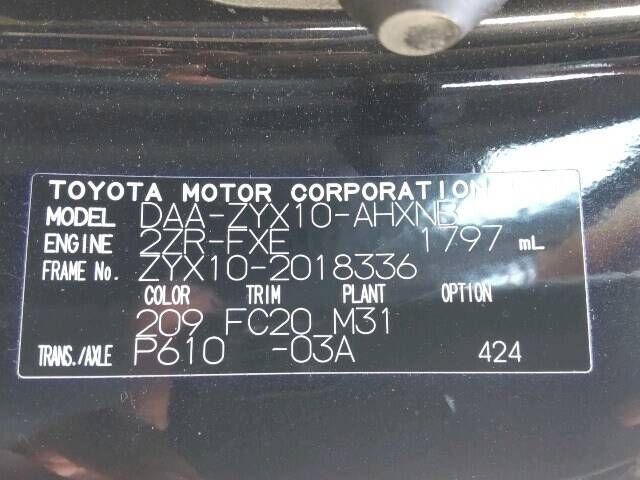 TOYOTA MOTOR CORPORATION
MODEL DAA-ZYX10-AHXNB
ENGINE 2ZR-FXE 1797 mL
FRAME No. ZYX10-2018336
COLOR TRIM PLANT OPTION
209 FC20 M31
TRANS./AXLE P610 -03A 424